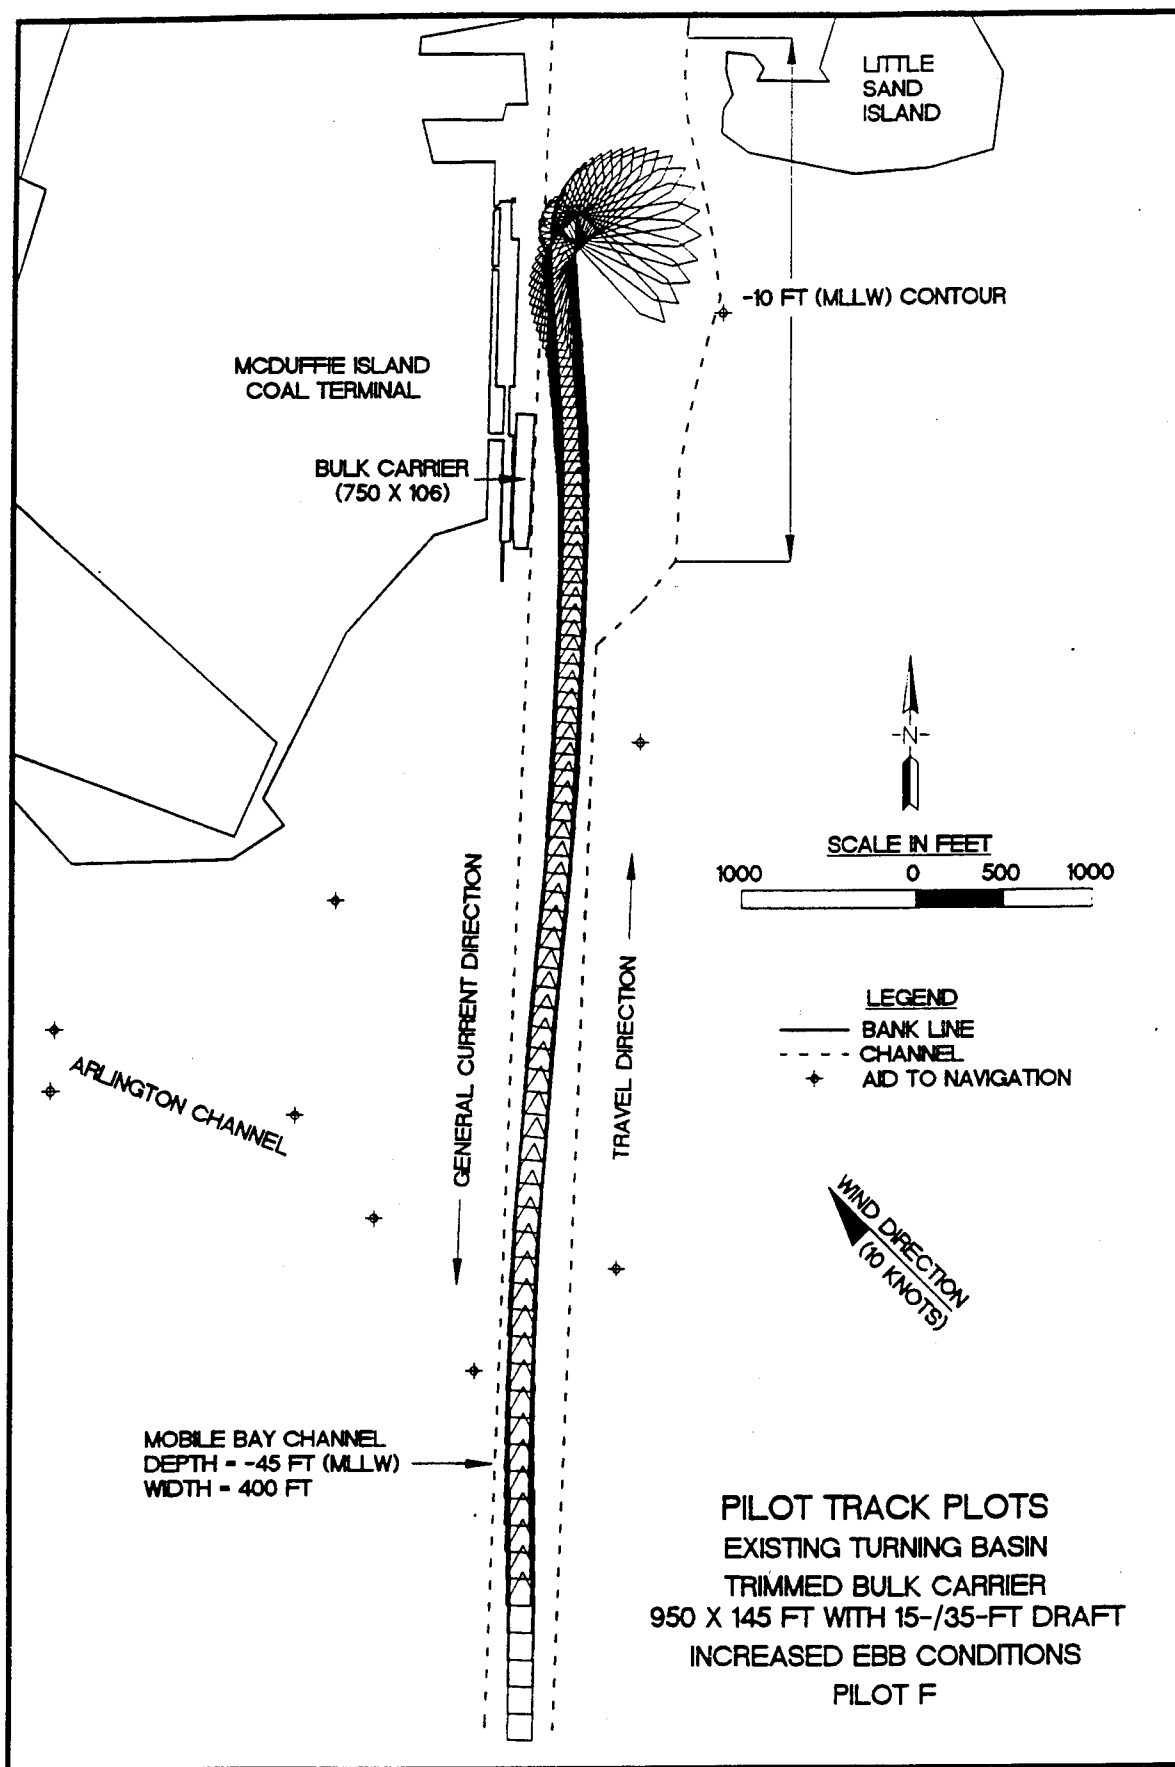 LITTLE
SAND
ISLAND
-10 FT (MLLW) CONTOUR
MCDUFFIE ISLAND
COAL TERMINAL
BULK CARRIER
(750 X 106)
-N-
SCALE IN FEET
1000 0 500 1000
GENERAL CURRENT DIRECTION
TRAVEL DIRECTION
LEGEND
BANK LINE
CHANNEL
AID TO NAVIGATION
ARLINGTON CHANNEL
WIND DIRECTION
(10 KNOTS)
MOBILE BAY CHANNEL
DEPTH = -45 FT (MLLW)
WIDTH = 400 FT
PILOT TRACK PLOTS
EXISTING TURNING BASIN
TRIMMED BULK CARRIER
950 X 145 FT WITH 15-/35-FT DRAFT
INCREASED EBB CONDITIONS
PILOT F